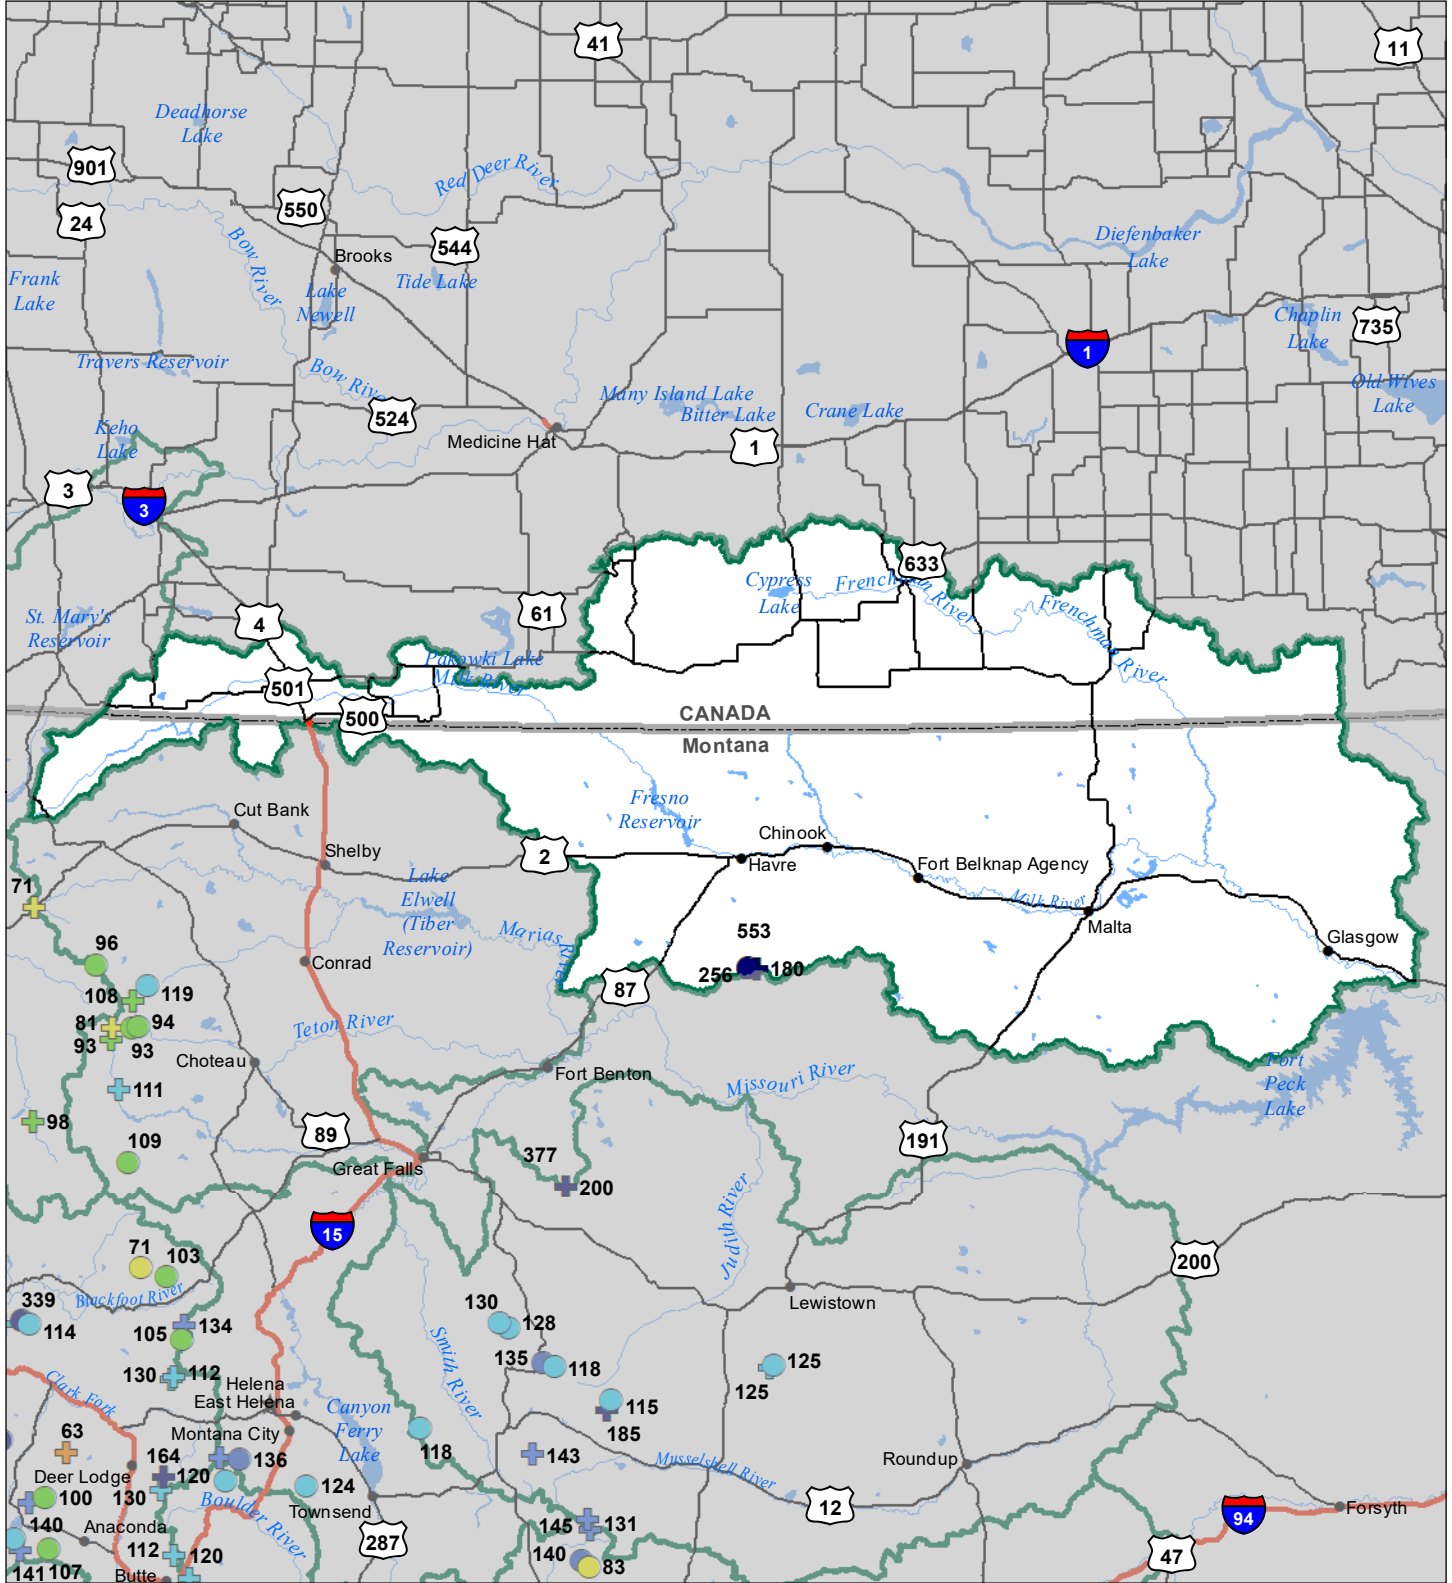 41
11
Deadhorse
Lake
901
24
550
544
Red Deer River
Bow River
Brooks
Tide Lake
Lake
Newell
Frank
Lake
Diefenbaker
Lake
Chaplin
Lake
735
1
Travers Reservoir
Bow River
524
Many Island Lake
Bitter Lake
Crane Lake
Old Wives
Lake
Keho
Lake
Medicine Hat
1
3
3
633
Cypress
Lake
Frenchman River
Frenchman River
61
St. Mary's
Reservoir
4
Pakowki Lake
Milk River
501
500
CANADA
Montana
Cut Bank
Fresno
Reservoir
Chinook
Shelby
2
Havre
Fort Belknap Agency
71
Lake
Elwell
(Tiber
Reservoir)
Milk River
Malta
Marias River
Glasgow
553
96
Conrad
256
180
87
108
119
81
94
93
93
Teton River
Choteau
Fort Benton
Missouri River
Fort
Peck
Lake
111
98
89
191
109
Great Falls
377
200
15
Judith River
200
71
103
Blackfoot River
Lewistown
339
114
134
105
130
128
Smith River
135
118
125
125
130
112
Clark Fork
Helena
East Helena
Canyon
Ferry
Lake
115
185
Montana City
63
164
136
118
143
Musselshell River
Roundup
Deer Lodge
120
100
130
124
Townsend
Boulder River
12
94
Forsyth
140
Anaconda
287
145
131
47
141
107
112
120
140
83
Butte